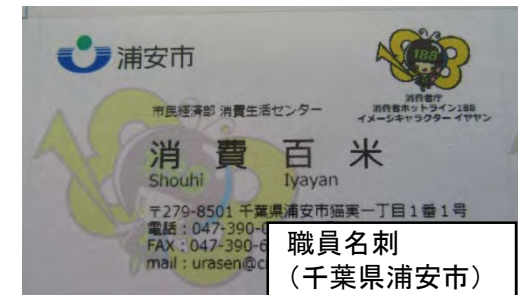 浦安市
188
消費者庁
消費者ホットライン188
イメージキャラクター イヤヤン
市民経済部 消費生活センター
消 費 百 米
Shouhi Iyayan
〒279-8501 千葉県浦安市猫実一丁目1番1号
電話：047-390-0
FAX：047-390-6
mail：urasen@c
職員名刺
（千葉県浦安市）